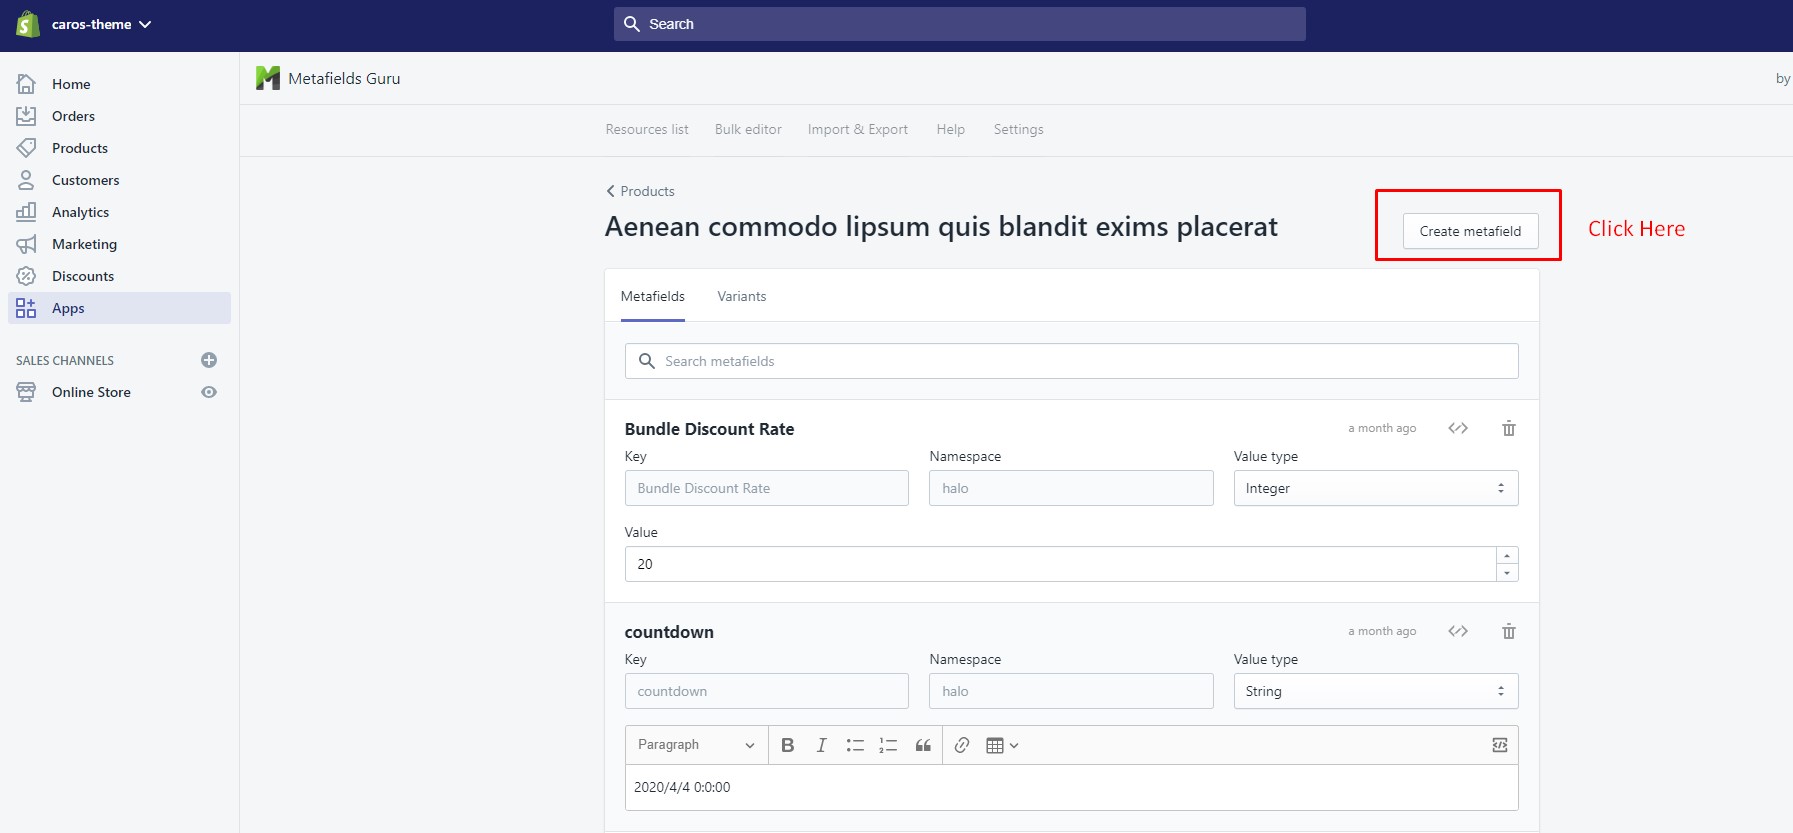 caros-theme
Search
Home
Orders
Products
Customers
Analytics
Marketing
Discounts
Apps
SALES CHANNELS
Online Store
Metafields Guru
by
Resources list Bulk editor Import & Export Help Settings
Products
Aenean commodo lipsum quis blandit exims placerat
Create metafield
Click Here
Metafields Variants
Search metafields
Bundle Discount Rate
a month ago
Key Namespace Value type
Bundle Discount Rate halo Integer
Value
20
countdown
a month ago
Key Namespace Value type
countdown halo String
Paragraph B I
2020/4/4 0:0:00